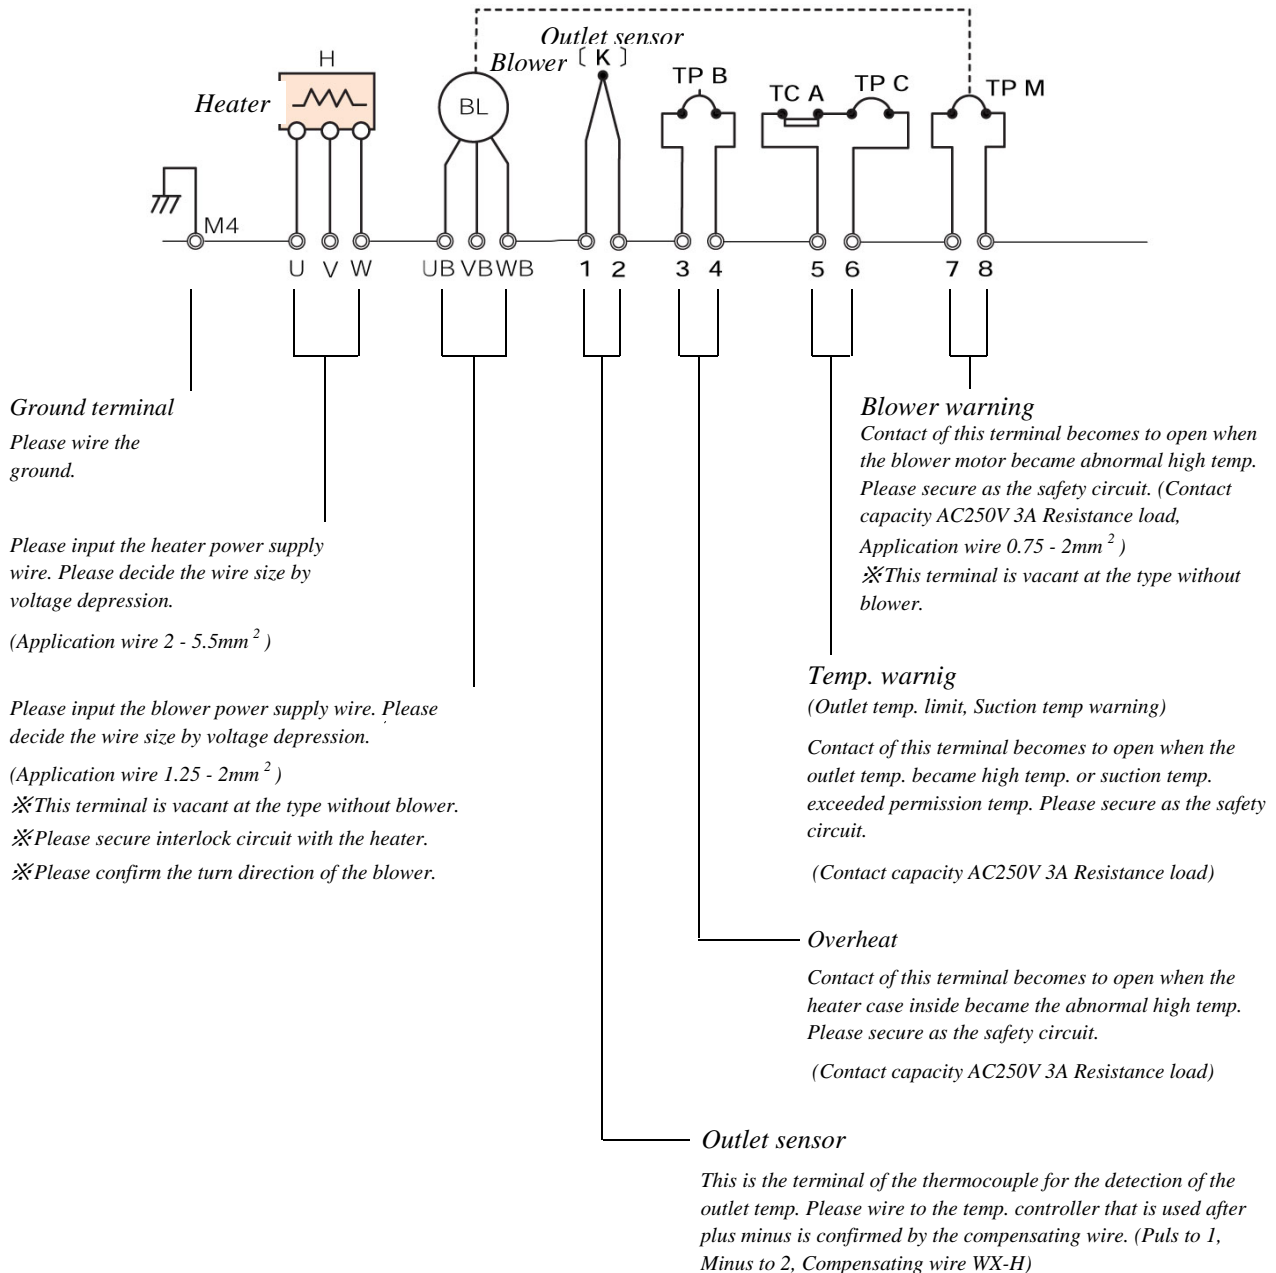 Outlet sensor
H
Blower
〔 K 〕
TP B
TC A
TP C
TP M
Heater
BL
M4
U V W
UB VB WB
1 2
3 4
5 6
7 8
Ground terminal
Please wire the
ground.
Please input the heater power supply
wire. Please decide the wire size by
voltage depression.
(Application wire 2 - 5.5mm ² )
Please input the blower power supply wire. Please
decide the wire size by voltage depression.
(Application wire 1.25 - 2mm ² )
※This terminal is vacant at the type without blower.
※Please secure interlock circuit with the heater.
※Please confirm the turn direction of the blower.
Blower warning
Contact of this terminal becomes to open when
the blower motor became abnormal high temp.
Please secure as the safety circuit. (Contact
capacity AC250V 3A Resistance load,
Application wire 0.75 - 2mm ² )
※This terminal is vacant at the type without
blower.
Temp. warnig
(Outlet temp. limit, Suction temp warning)
Contact of this terminal becomes to open when the
outlet temp. became high temp. or suction temp.
exceeded permission temp. Please secure as the safety
circuit.
(Contact capacity AC250V 3A Resistance load)
Overheat
Contact of this terminal becomes to open when the
heater case inside became the abnormal high temp.
Please secure as the safety circuit.
(Contact capacity AC250V 3A Resistance load)
Outlet sensor
This is the terminal of the thermocouple for the detection of the
outlet temp. Please wire to the temp. controller that is used after
plus minus is confirmed by the compensating wire. (Puls to 1,
Minus to 2, Compensating wire WX-H)